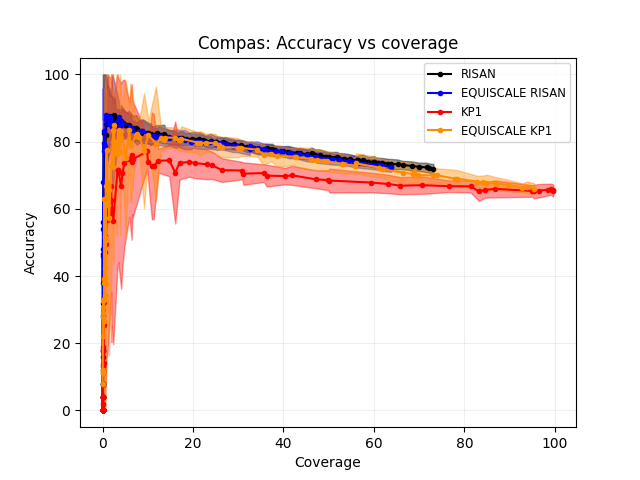 Compas: Accuracy vs coverage
RISAN
EQUISCALE RISAN
KP1
EQUISCALE KP1
Accuracy
100
80
60
40
20
0
0 20 40 60 80 100
Coverage